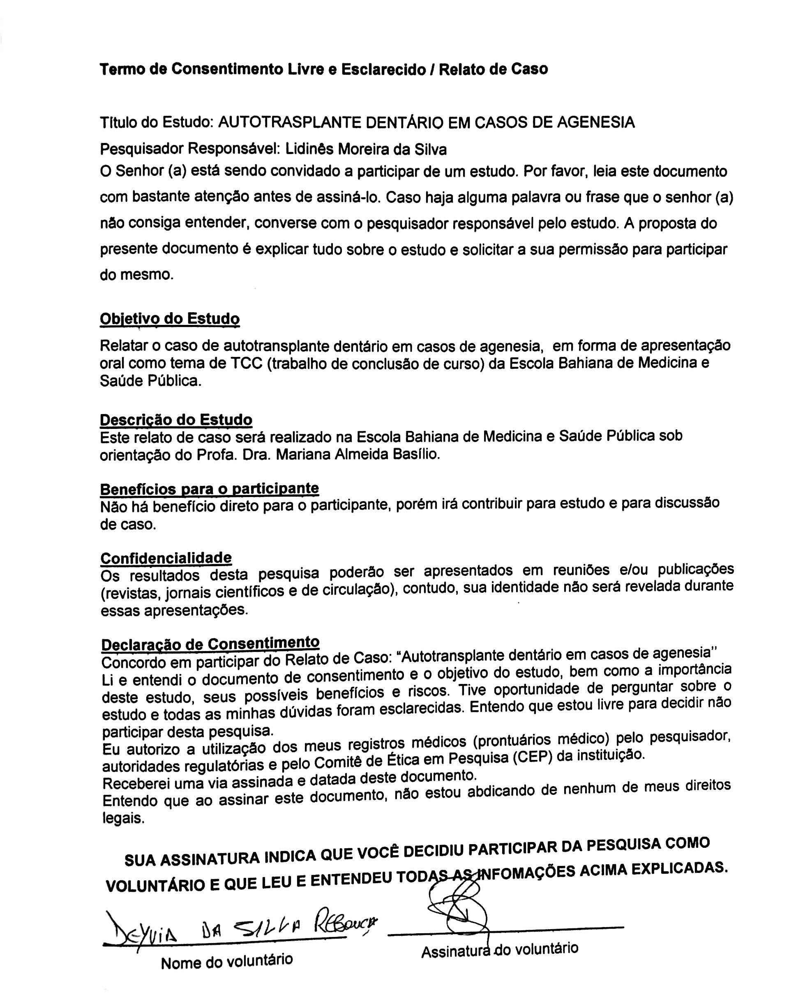 Termo de Consentimento Livre e Esclarecido / Relato de Caso
Título do Estudo: AUTOTRASPLANTE DENTÁRIO EM CASOS DE AGENESIA
Pesquisador Responsável: Lidinês Moreira da Silva
O Senhor (a) está sendo convidado a participar de um estudo. Por favor, leia este documento
com bastante atenção antes de assiná-lo. Caso haja alguma palavra ou frase que o senhor (a)
não consiga entender, converse com o pesquisador responsável pelo estudo. A proposta do
presente documento é explicar tudo sobre o estudo e solicitar a sua permissão para participar
do mesmo.
Objetivo do Estudo
Relatar o caso de autotransplante dentário em casos de agenesia, em forma de apresentação
oral como tema de TCC (trabalho de conclusão de curso) da Escola Bahiana de Medicina e
Saúde Pública.
Descrição do Estudo
Este relato de caso será realizado na Escola Bahiana de Medicina e Saúde Pública sob
orientação do Profa. Dra. Mariana Almeida Basílio.
Benefícios para o participante
Não há benefício direto para o participante, porém irá contribuir para estudo e para discussão
de caso.
Confidencialidade
Os resultados desta pesquisa poderão ser apresentados em reuniões e/ou publicações
(revistas, jornais científicos e de circulação), contudo, sua identidade não será revelada durante
essas apresentações.
Declaração de Consentimento
Concordo em participar do Relato de Caso: “Autotransplante dentário em casos de agenesia”
Li e entendi o documento de consentimento e o objetivo do estudo, bem como a importância
deste estudo, seus possíveis benefícios e riscos. Tive oportunidade de perguntar sobre o
estudo e todas as minhas dúvidas foram esclarecidas. Entendo que estou livre para decidir não
participar desta pesquisa.
Eu autorizo a utilização dos meus registros médicos (prontuários médico) pelo pesquisador,
autoridades regulatórias e pelo Comitê de Ética em Pesquisa (CEP) da instituição.
Receberei uma via assinada e datada deste documento.
Entendo que ao assinar este documento, não estou abdicando de nenhum de meus direitos
legais.
SUA ASSINATURA INDICA QUE VOCÊ DECIDIU PARTICIPAR DA PESQUISA COMO
VOLUNTÁRIO E QUE LEU E ENTENDEU TODAS AS INFOMAÇÕES ACIMA EXPLICADAS.
DEYVIA DA SILVA REBOUÇA
Nome do voluntário
Assinatura do voluntário